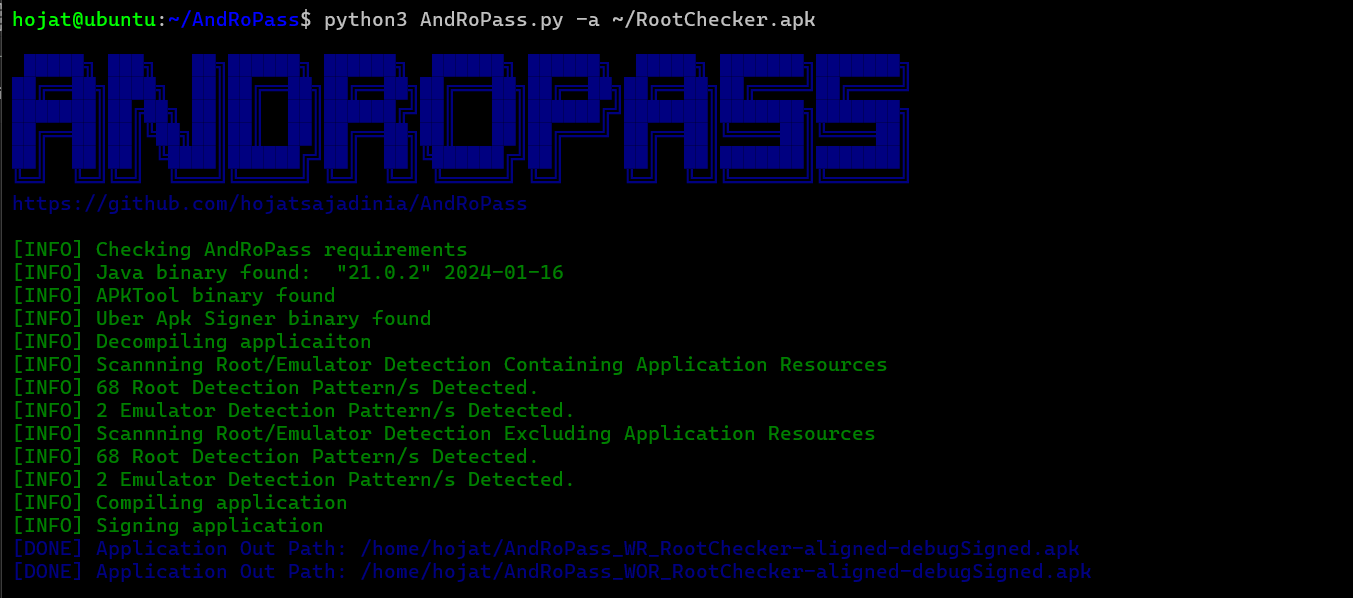 hojat@ubuntu:~/AndRoPass$ python3 AndRoPass.py -a ~/RootChecker.apk
ANDROPASS
https://github.com/hojatsajadinia/AndRoPass
[INFO] Checking AndRoPass requirements
[INFO] Java binary found:  "21.0.2" 2024-01-16
[INFO] APKTool binary found
[INFO] Uber Apk Signer binary found
[INFO] Decompiling applicaiton
[INFO] Scannning Root/Emulator Detection Containing Application Resources
[INFO] 68 Root Detection Pattern/s Detected.
[INFO] 2 Emulator Detection Pattern/s Detected.
[INFO] Scannning Root/Emulator Detection Excluding Application Resources
[INFO] 68 Root Detection Pattern/s Detected.
[INFO] 2 Emulator Detection Pattern/s Detected.
[INFO] Compiling application
[INFO] Signing application
[DONE] Application Out Path: /home/hojat/AndRoPass_WR_RootChecker-aligned-debugSigned.apk
[DONE] Application Out Path: /home/hojat/AndRoPass_WOR_RootChecker-aligned-debugSigned.apk